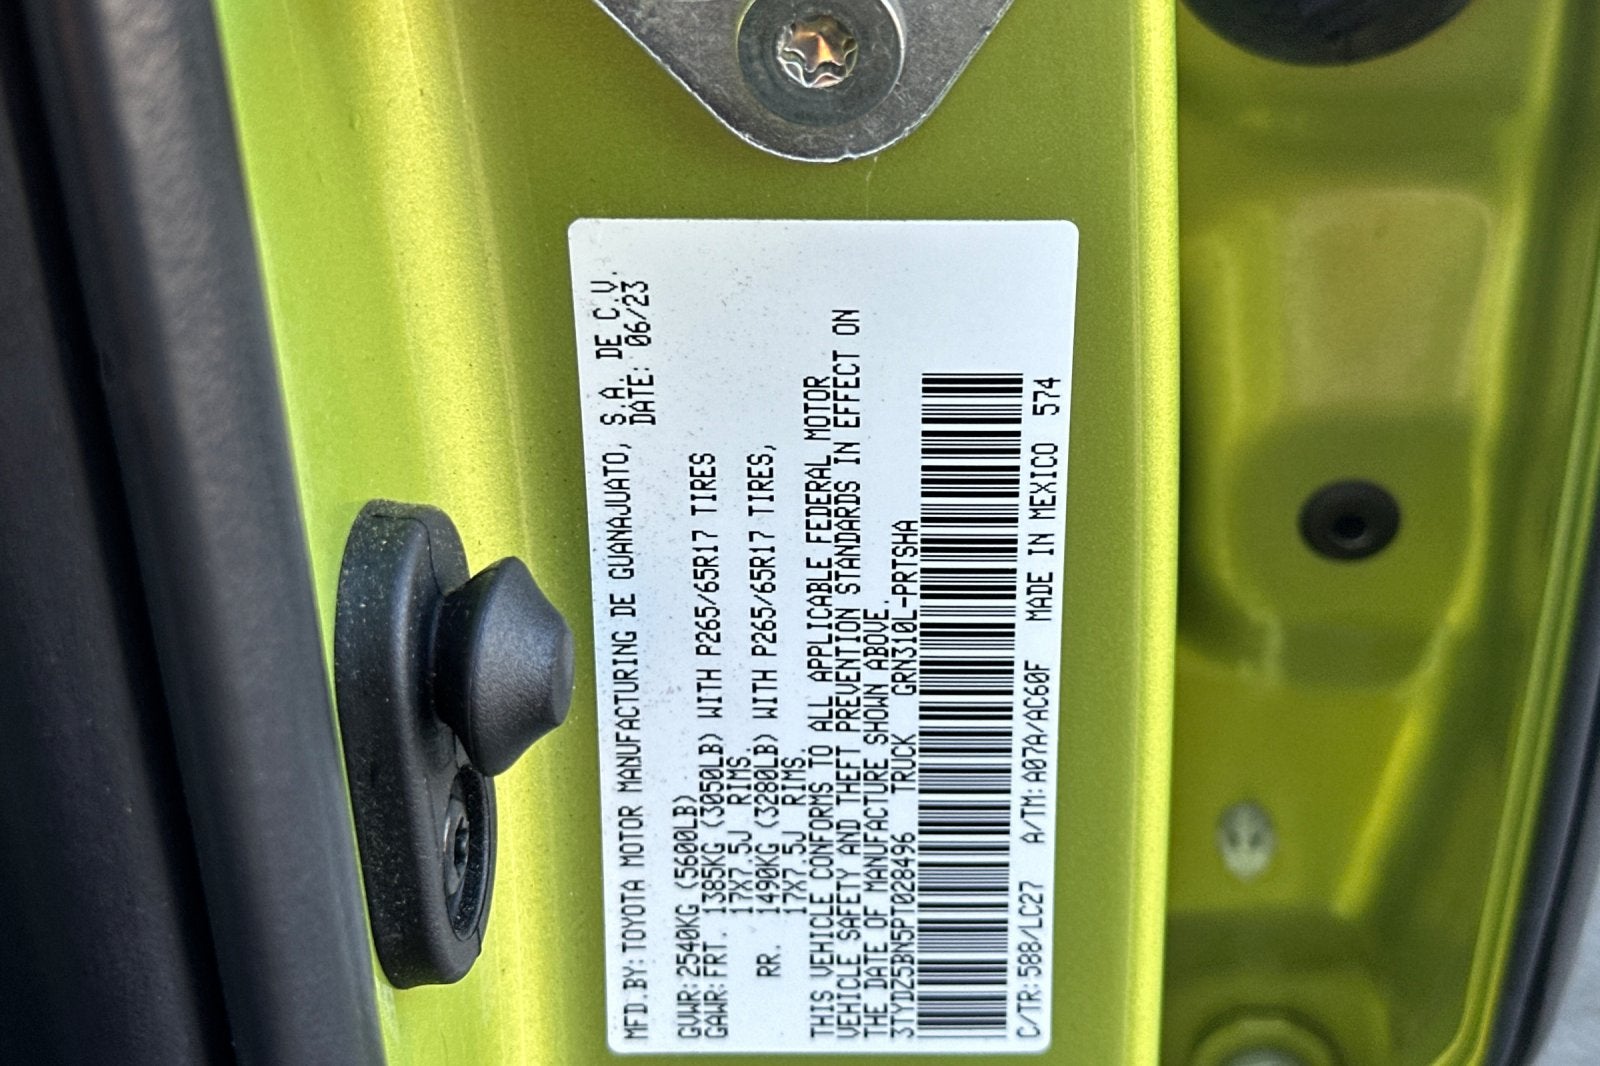 MFD.BY:TOYOTA MOTOR MANUFACTURING DE GUANAJUATO, S.A. DE C.V.
DATE: 06/23
GVWR:2540KG (5600LB)
GAWR:FRT. 1385KG (3050LB) WITH P265/65R17 TIRES
17X7.5J RIMS.
RR. 1490KG (3280LB) WITH P265/65R17 TIRES,
17X7.5J RIMS.
THIS VEHICLE CONFORMS TO ALL APPLICABLE FEDERAL MOTOR
VEHICLE SAFETY AND THEFT PREVENTION STANDARDS IN EFFECT ON
THE DATE OF MANUFACTURE SHOWN ABOVE.
3TYDZ5BN5PT028496 TRUCK GRN310L-PRTSHA
C/TR:588/LC27 A/TM:A07A/AC60F MADE IN MEXICO 574